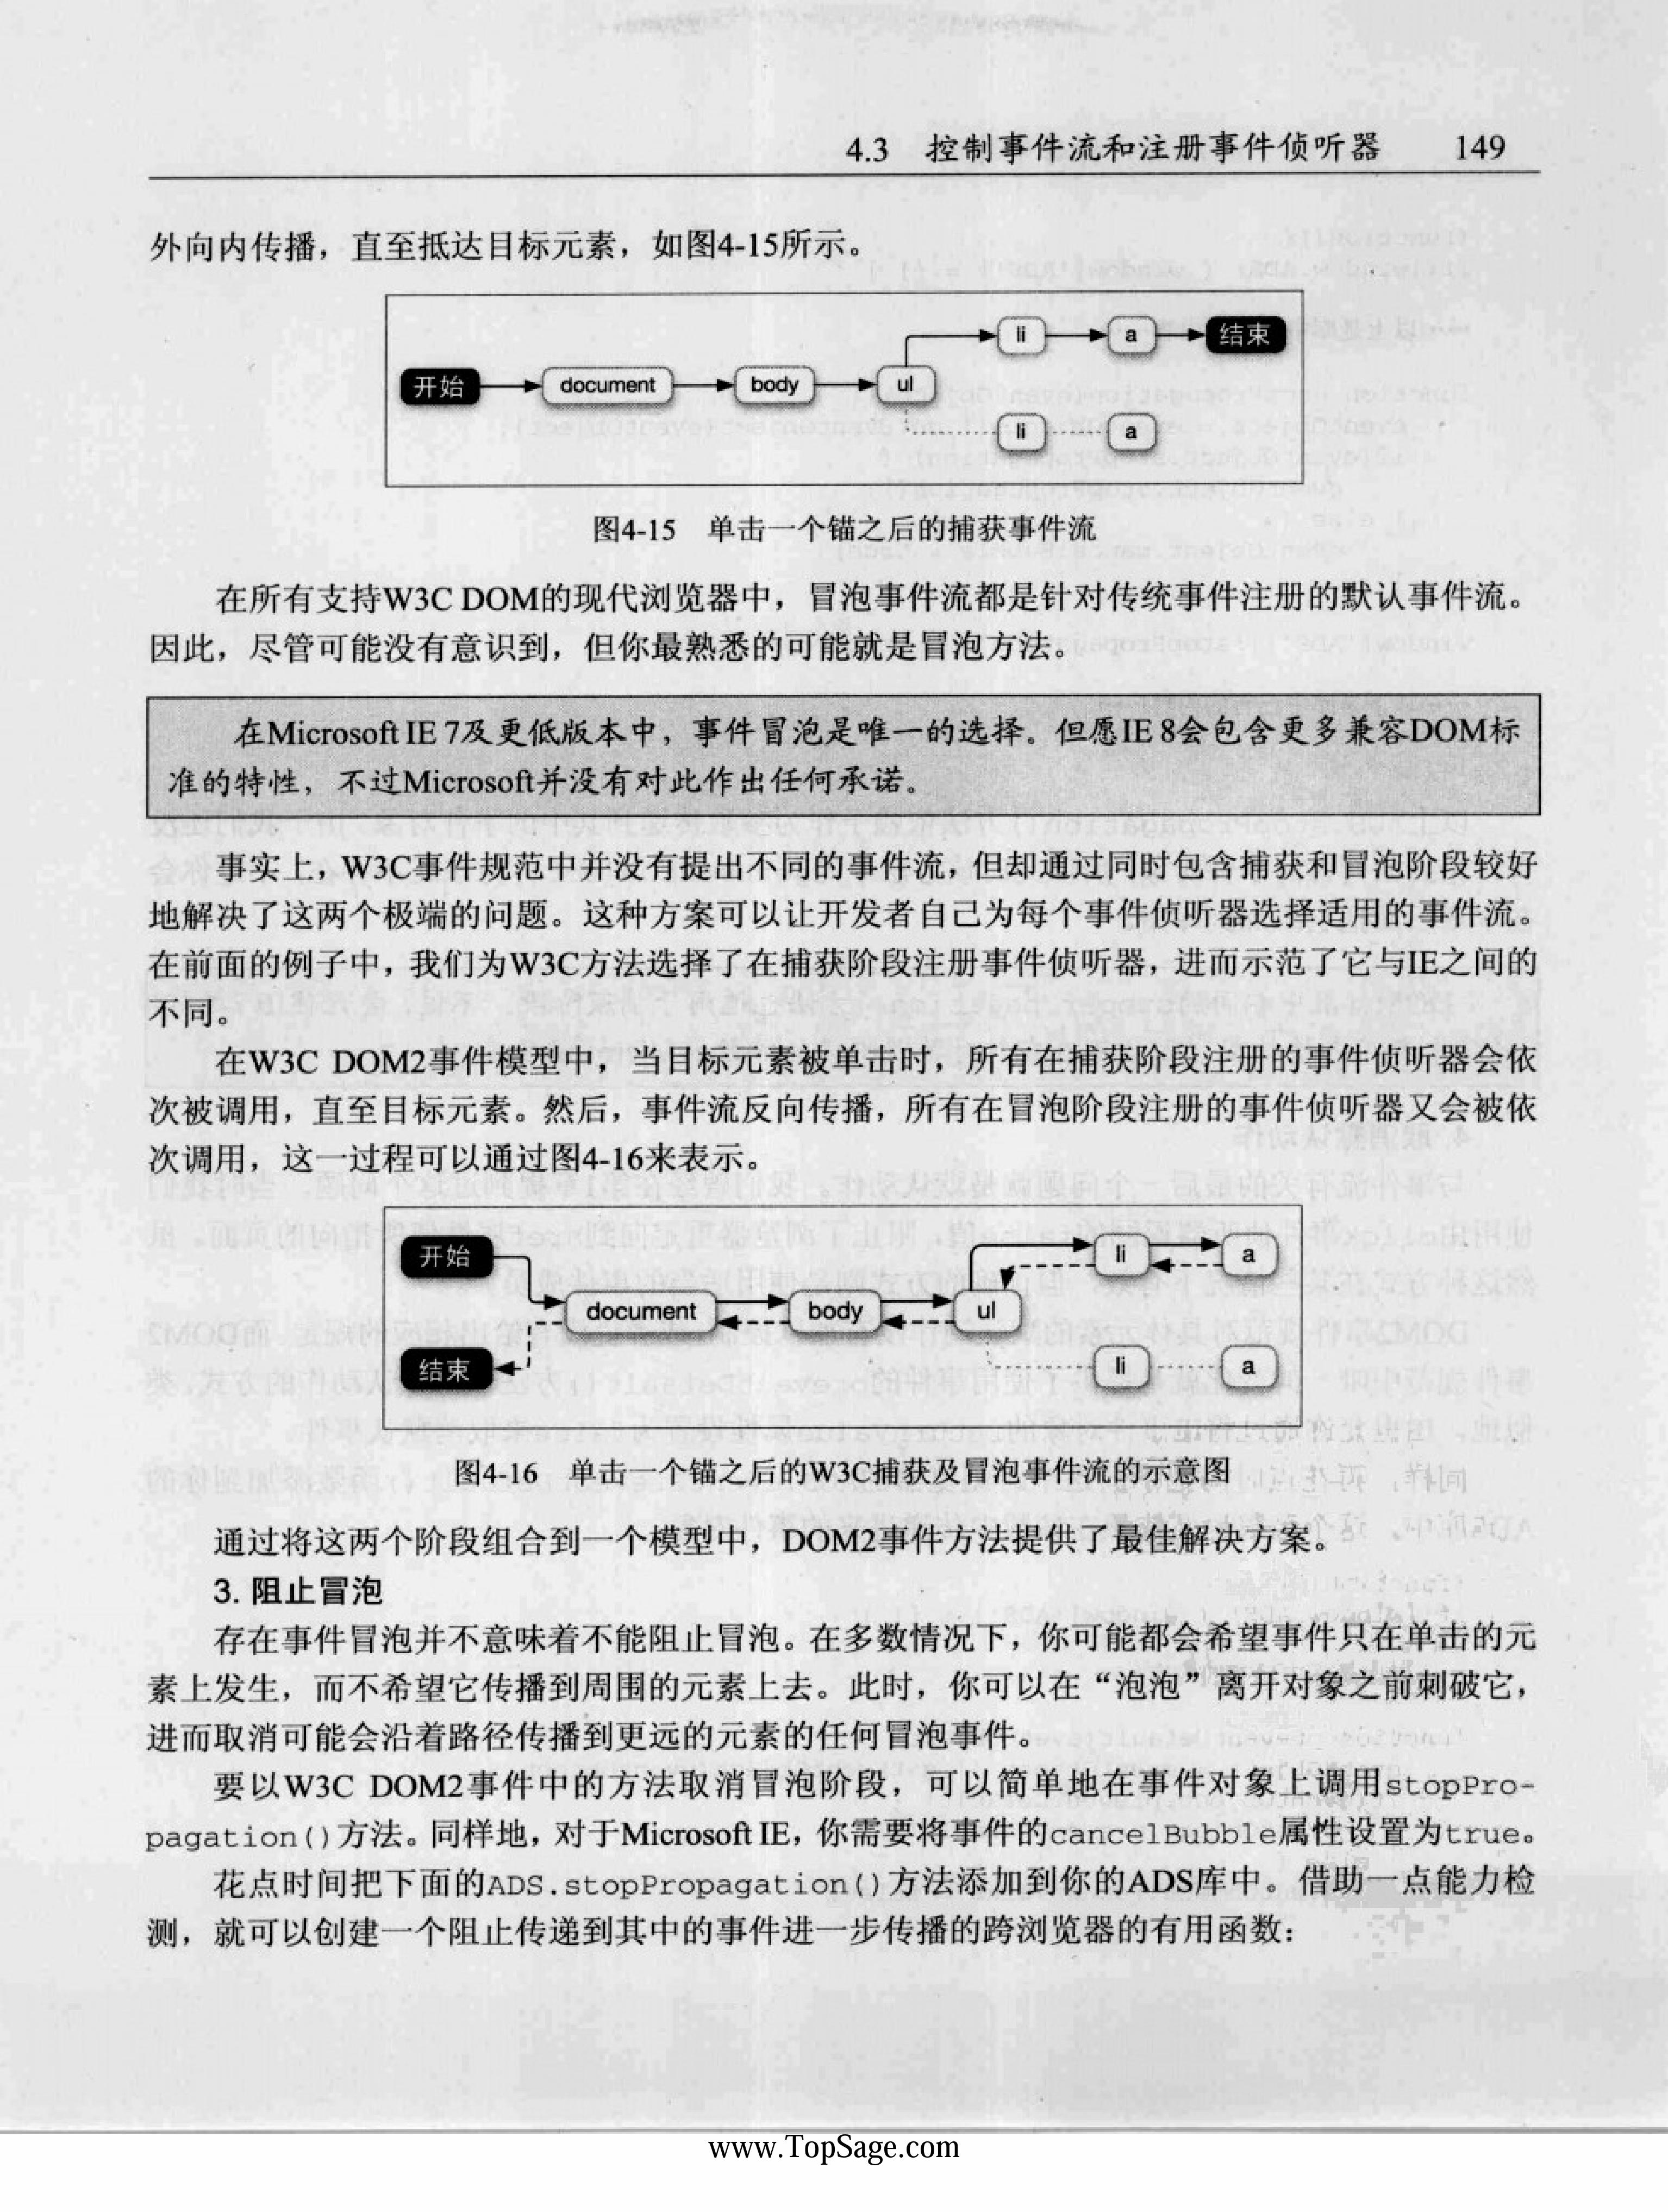 4.3 控制事件流和注册事件侦听器 149
外向内传播，直至抵达目标元素，如图4-15所示。
li a 结束
开始 document body ul
li a
图4-15 单击一个锚之后的捕获事件流
在所有支持W3C DOM的现代浏览器中，冒泡事件流都是针对传统事件注册的默认事件流。
因此，尽管可能没有意识到，但你最熟悉的可能就是冒泡方法。
在Microsoft IE 7及更低版本中，事件冒泡是唯一的选择。但愿IE 8会包含更多兼容DOM标
准的特性，不过Microsoft并没有对此作出任何承诺。
事实上，W3C事件规范中并没有提出不同的事件流，但却通过同时包含捕获和冒泡阶段较好
地解决了这两个极端的问题。这种方案可以让开发者自己为每个事件侦听器选择适用的事件流。
在前面的例子中，我们为W3C方法选择了在捕获阶段注册事件侦听器，进而示范了它与IE之间的
不同。
在W3C DOM2事件模型中，当目标元素被单击时，所有在捕获阶段注册的事件侦听器会依
次被调用，直至目标元素。然后，事件流反向传播，所有在冒泡阶段注册的事件侦听器又会被依
次调用，这一过程可以通过图4-16来表示。
开始 li a
document body ul
结束 li a
图4-16 单击一个锚之后的W3C捕获及冒泡事件流的示意图
通过将这两个阶段组合到一个模型中，DOM2事件方法提供了最佳解决方案。
3. 阻止冒泡
存在事件冒泡并不意味着不能阻止冒泡。在多数情况下，你可能都会希望事件只在单击的元
素上发生，而不希望它传播到周围的元素上去。此时，你可以在“泡泡”离开对象之前刺破它，
进而取消可能会沿着路径传播到更远的元素的任何冒泡事件。
要以W3C DOM2事件中的方法取消冒泡阶段，可以简单地在事件对象上调用stopPro-
pagation()方法。同样地，对于Microsoft IE，你需要将事件的cancelBubble属性设置为true。
花点时间把下面的ADS.stopPropagation()方法添加到你的ADS库中。借助一点能力检
测，就可以创建一个阻止传递到其中的事件进一步传播的跨浏览器的有用函数：
www.TopSage.com